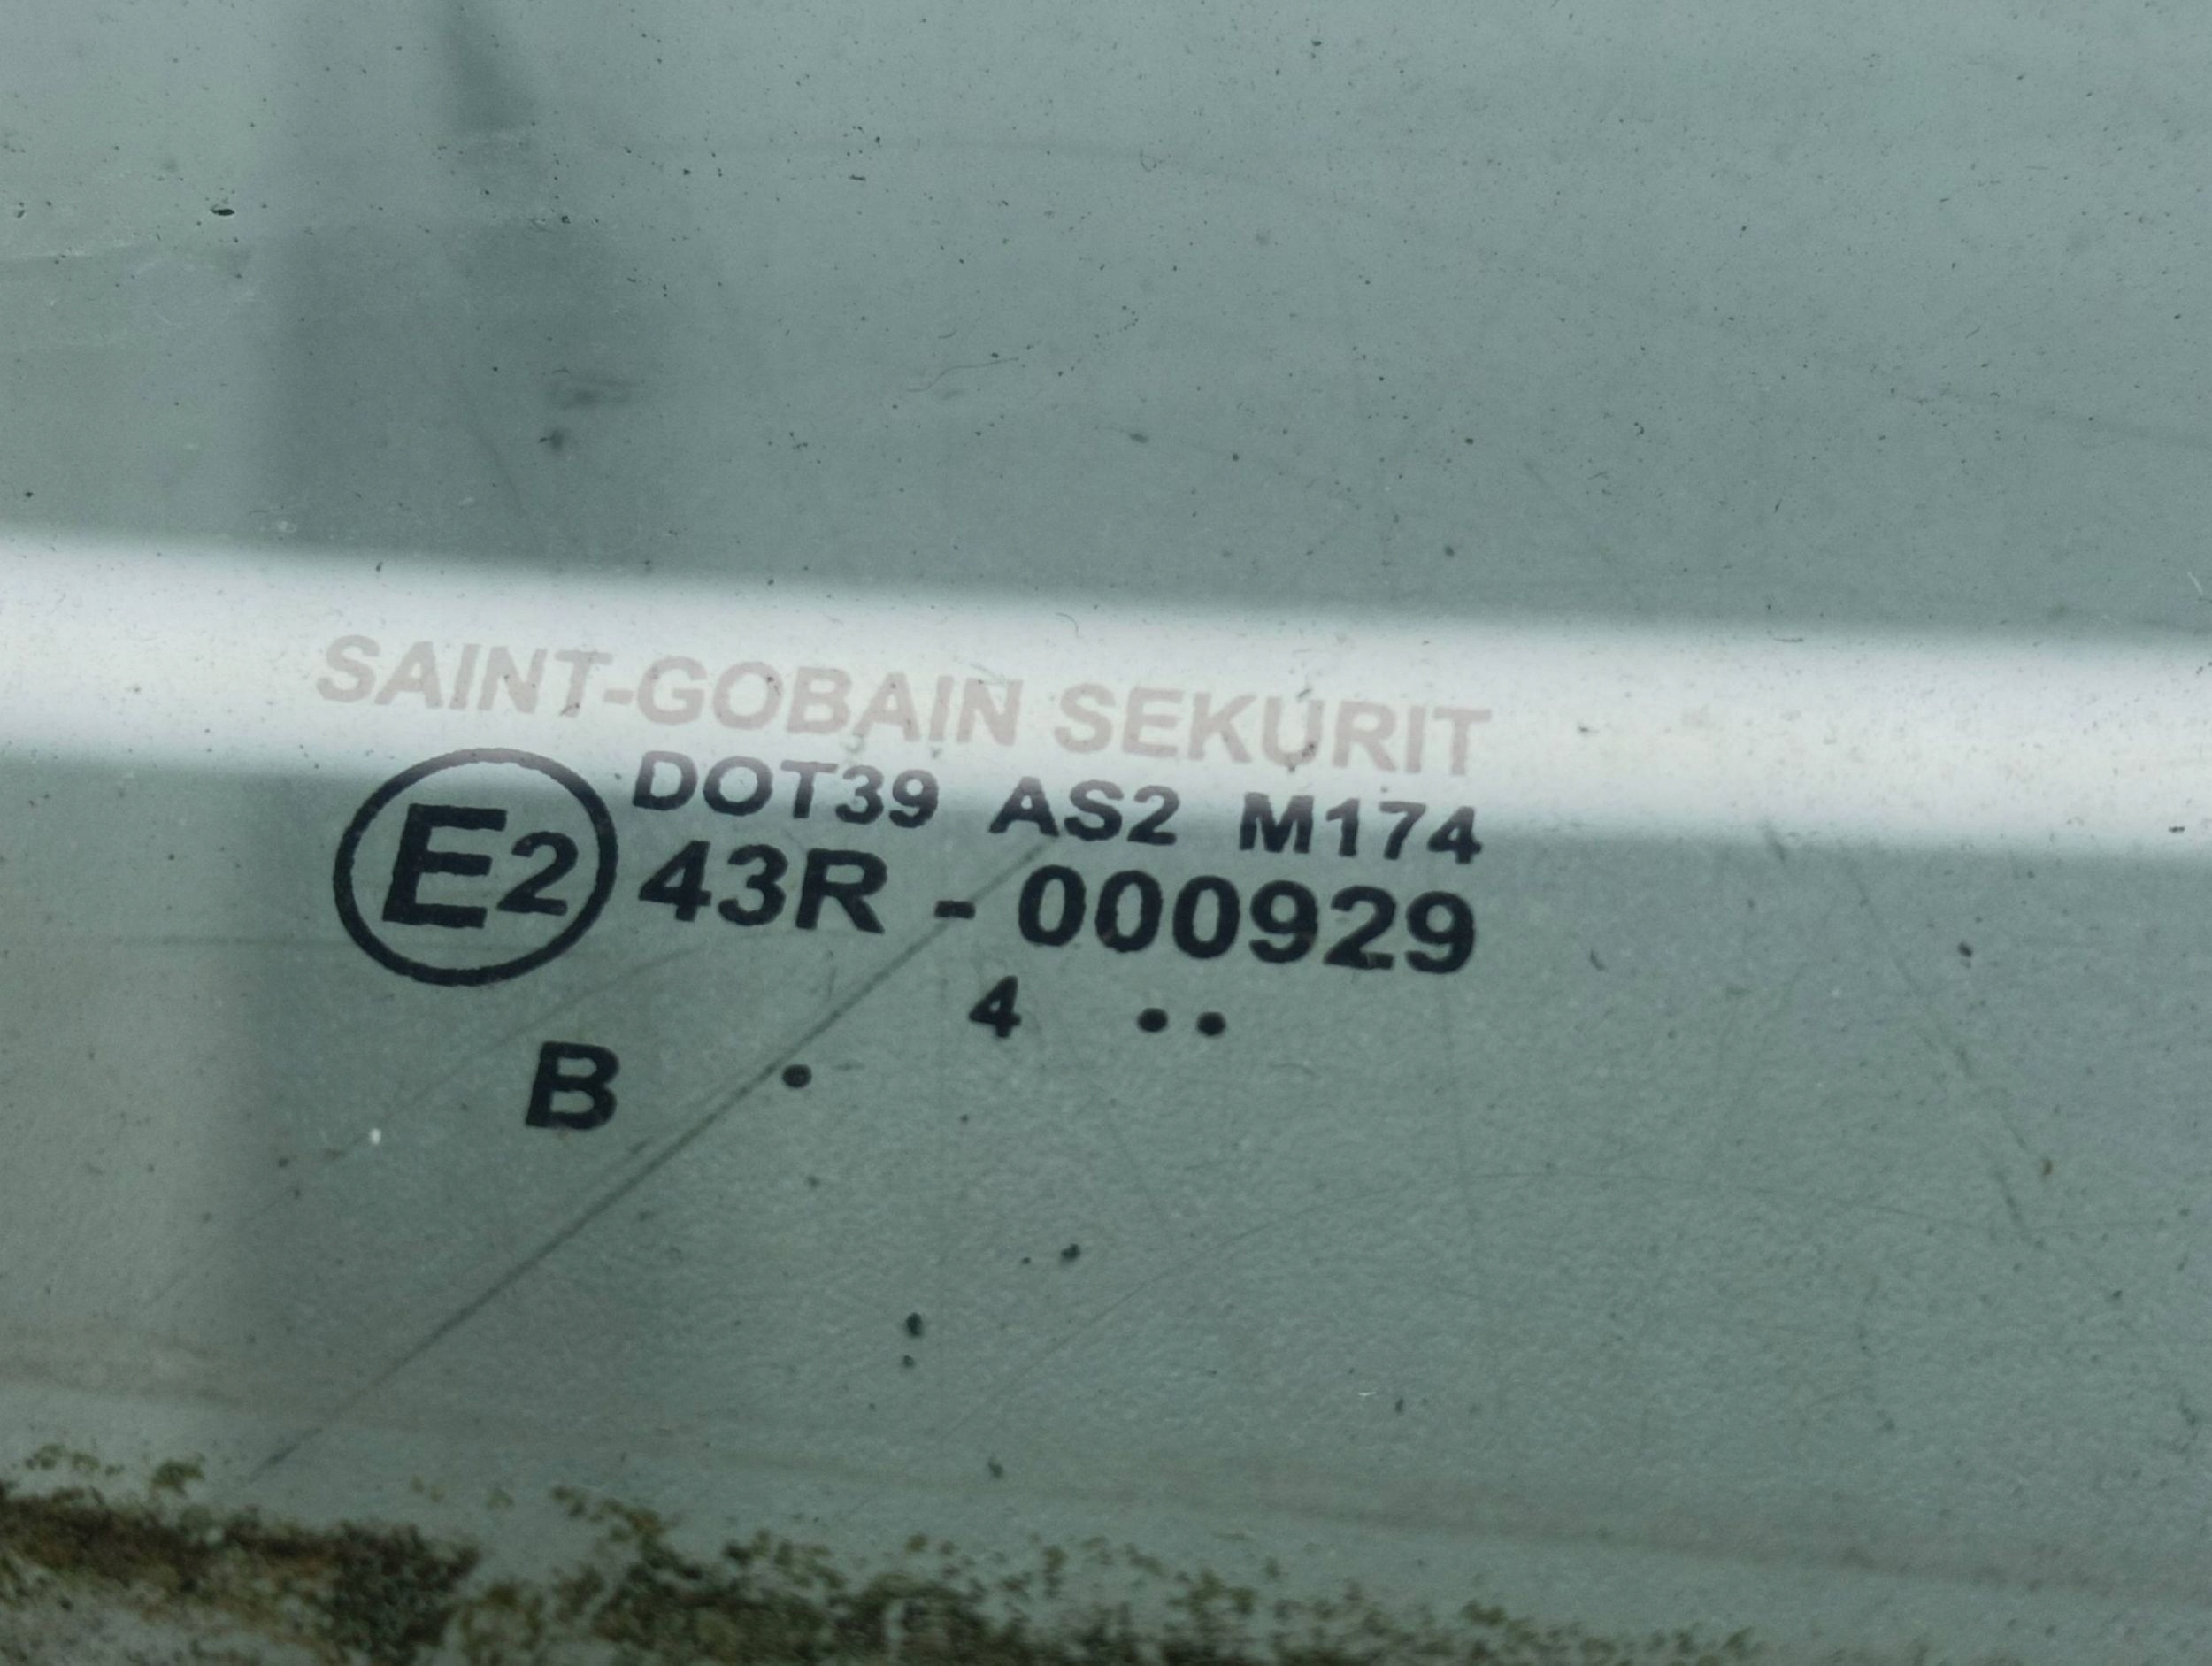 SAINT-GOBAIN SEKURIT
DOT39 AS2 M174
E2 43R - 000929
4 ••
B •